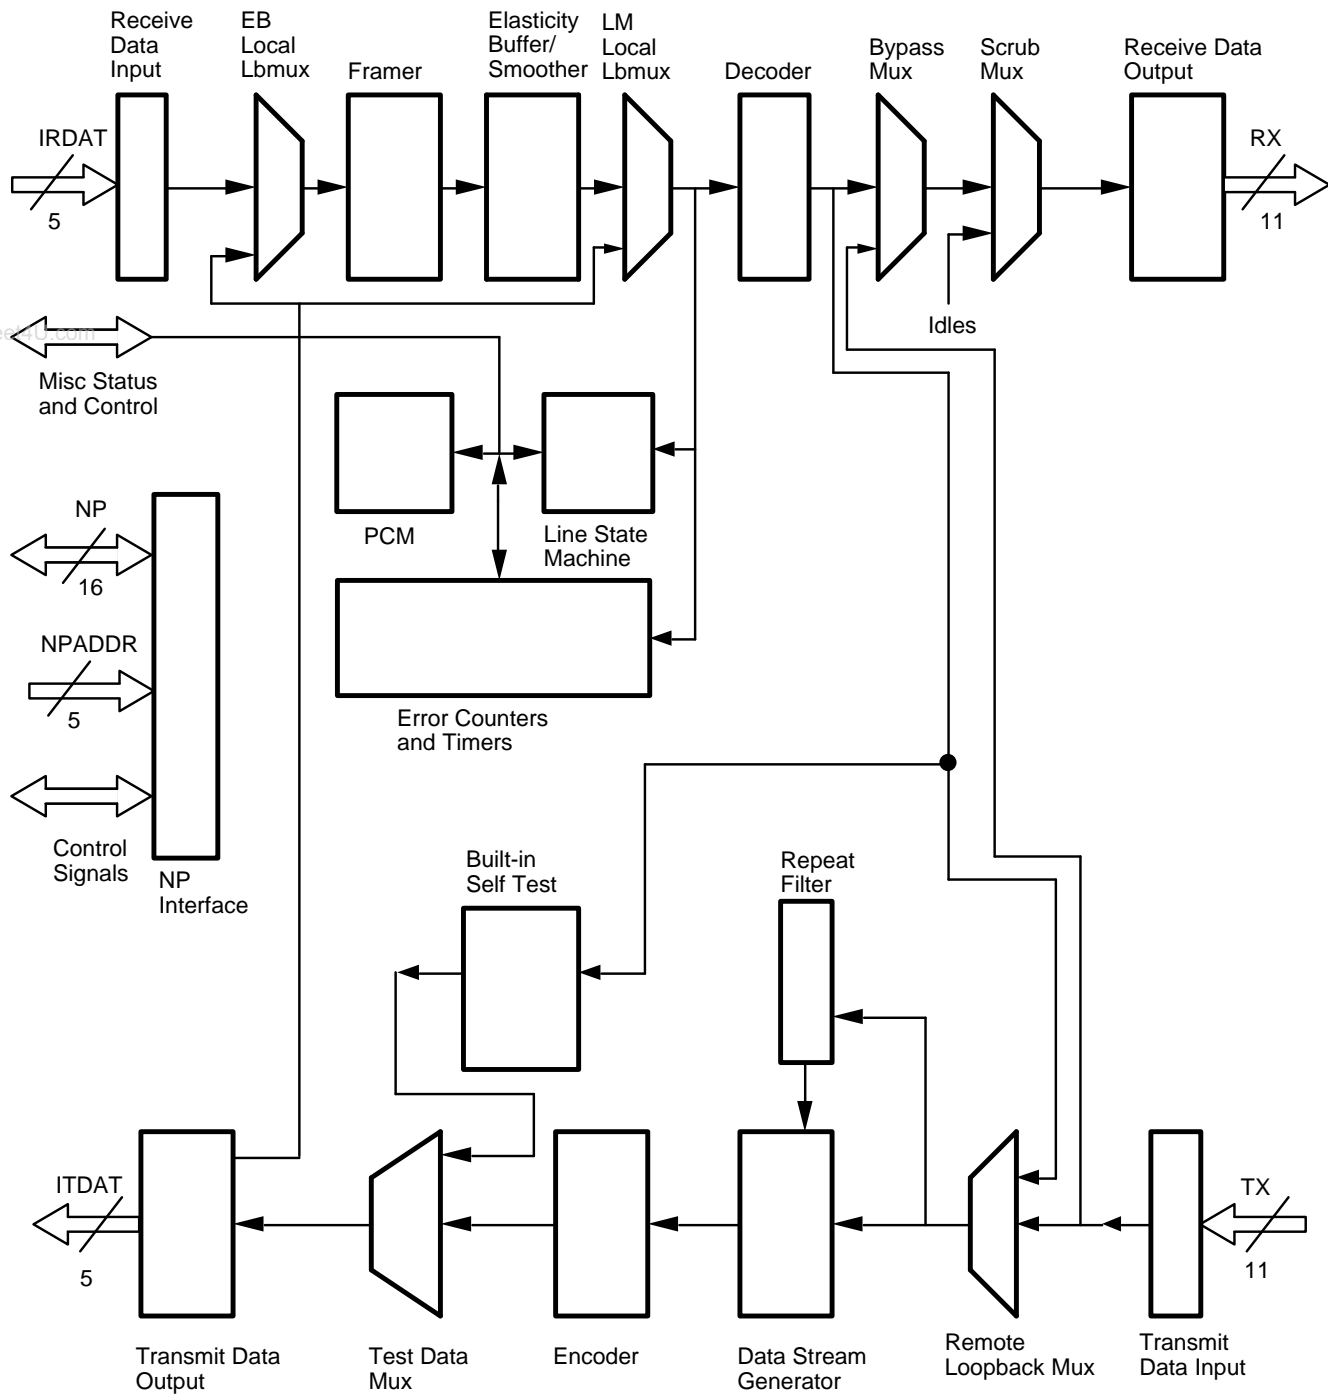 Receive
Data
Input
EB
Local
Lbmux
Framer
Elasticity
Buffer/
Smoother
LM
Local
Lbmux
Decoder
Bypass
Mux
Scrub
Mux
Receive Data
Output
IRDAT
5
RX
11
Idles
eet4U.com
Misc Status
and Control
PCM
Line State
Machine
NP
16
NPADDR
5
Error Counters
and Timers
Control
Signals
NP
Interface
Built-in
Self Test
Repeat
Filter
ITDAT
5
TX
11
Transmit Data
Output
Test Data
Mux
Encoder
Data Stream
Generator
Remote
Loopback Mux
Transmit
Data Input